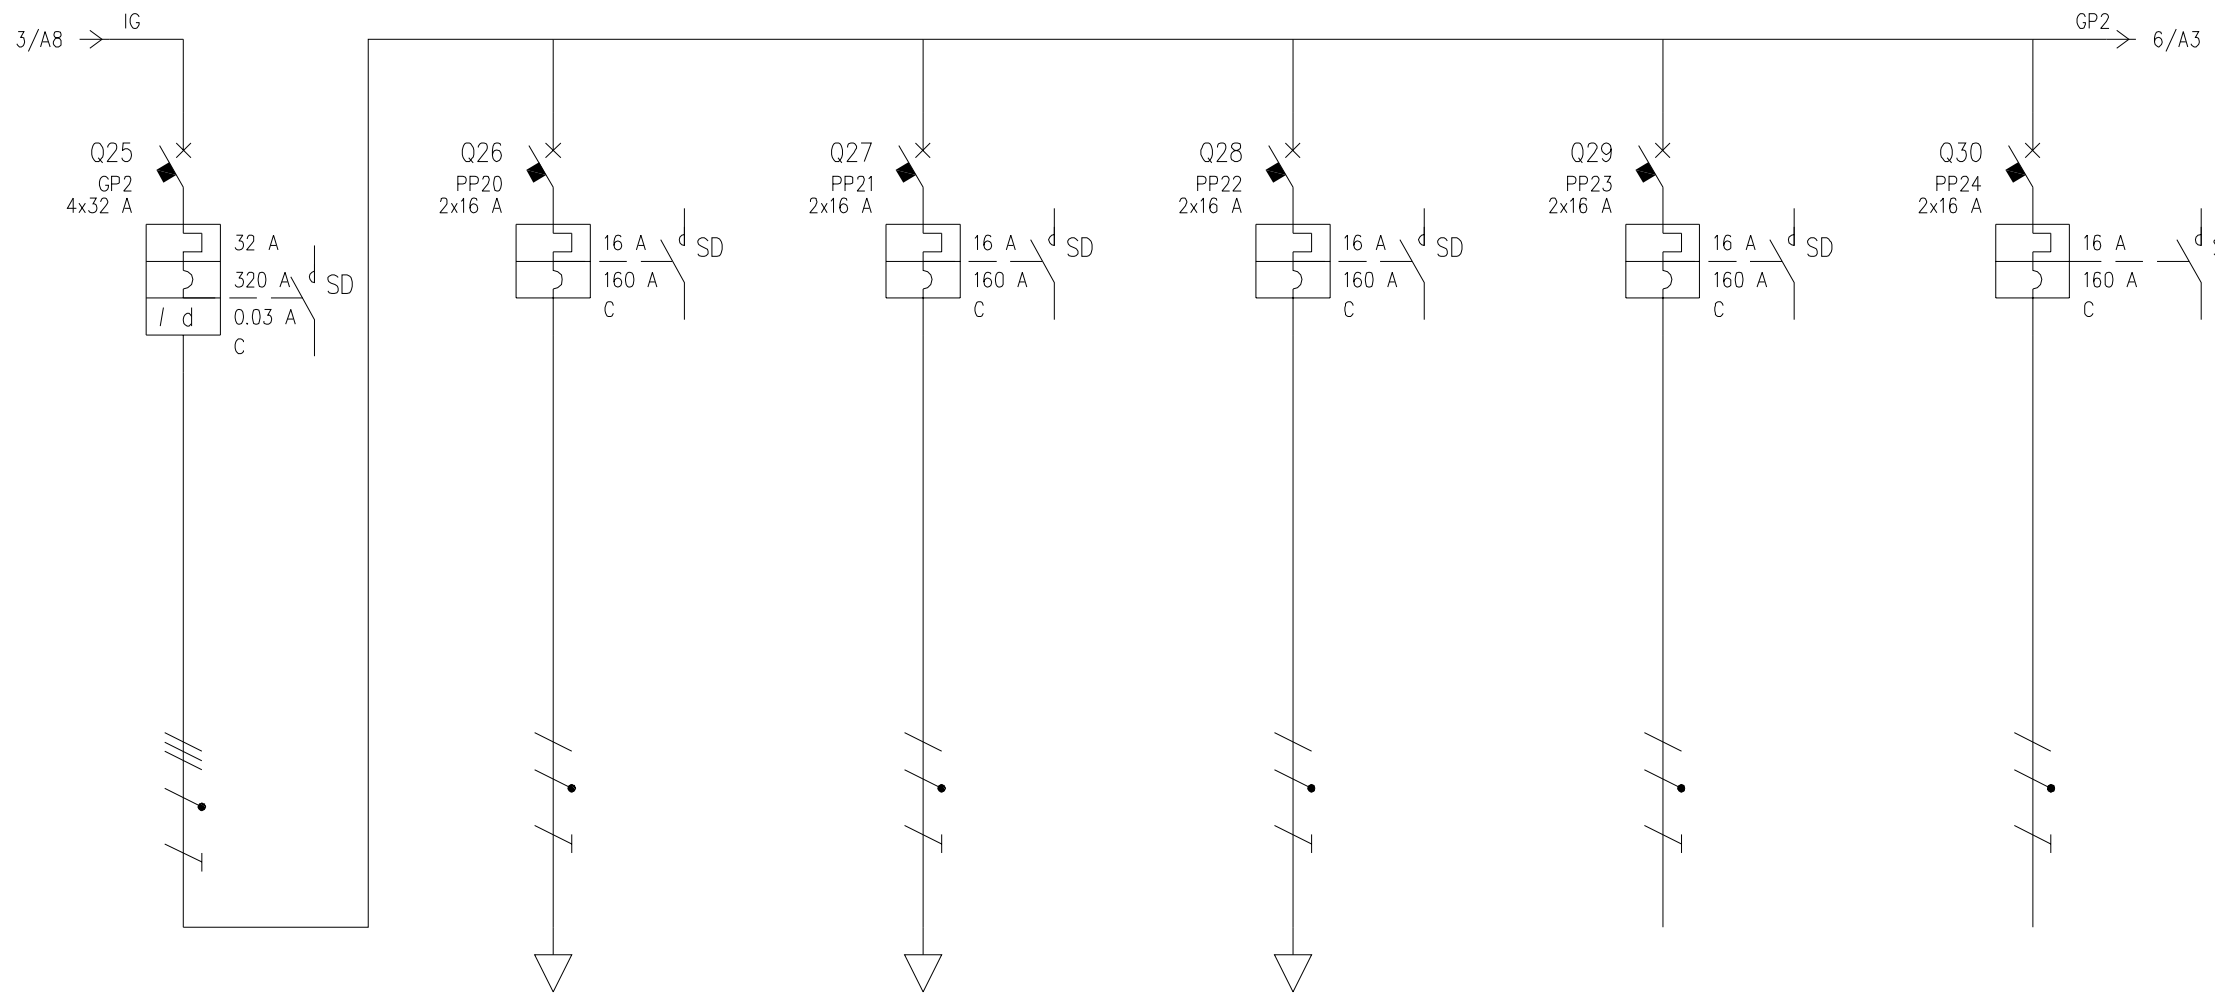 IG
3/A8
GP2
6/A3
Q25
GP2
4x32 A
32 A
320 A
0.03 A
C
I d
SD
Q26
PP20
2x16 A
16 A
160 A
C
SD
Q27
PP21
2x16 A
16 A
160 A
C
SD
Q28
PP22
2x16 A
16 A
160 A
C
SD
Q29
PP23
2x16 A
16 A
160 A
C
SD
Q30
PP24
2x16 A
16 A
160 A
C